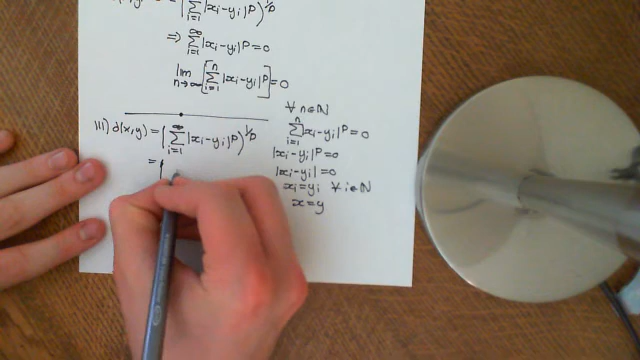 = (∑_{i=1}^{∞} |xᵢ-yᵢ|ᵖ)^{1/p}
⇒ ∑_{i=1}^{∞} |xᵢ-yᵢ|ᵖ = 0
lim_{n→∞} [∑_{i=1}^{n} |xᵢ-yᵢ|ᵖ] = 0
∀ n∈ℕ
∑_{i=1}^{n} |xᵢ-yᵢ|ᵖ = 0
|xᵢ-yᵢ|ᵖ = 0
|xᵢ-yᵢ| = 0
xᵢ = yᵢ ∀ i∈ℕ
x = y
iii) d(x,y) = (∑_{i=1}^{∞} |xᵢ-yᵢ|ᵖ)^{1/p}
= (